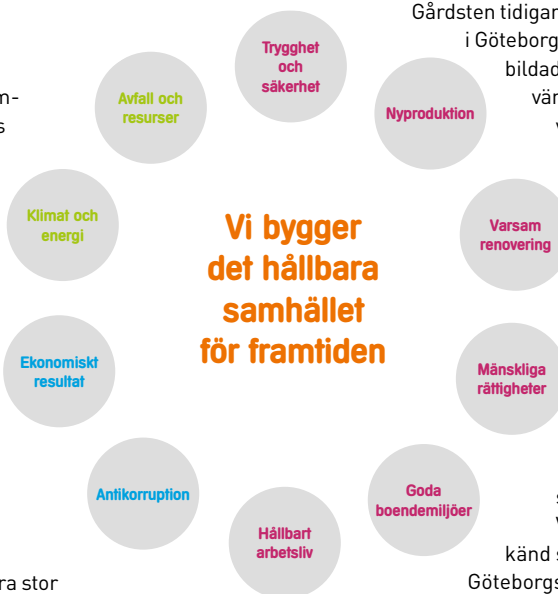 Gårdsten tidigar
i Göteborg
bildad
Trygghet
och
säkerhet
Avfall och
resurser
Nyproduktion
Klimat och
energi
Varsam
renovering
Vi bygger
det hållbara
samhället
för framtiden
Ekonomiskt
resultat
Mänskliga
rättigheter
Antikorruption
Goda
boendemiljöer
Hållbart
arbetsliv
känd s
Göteborgs
ra stor